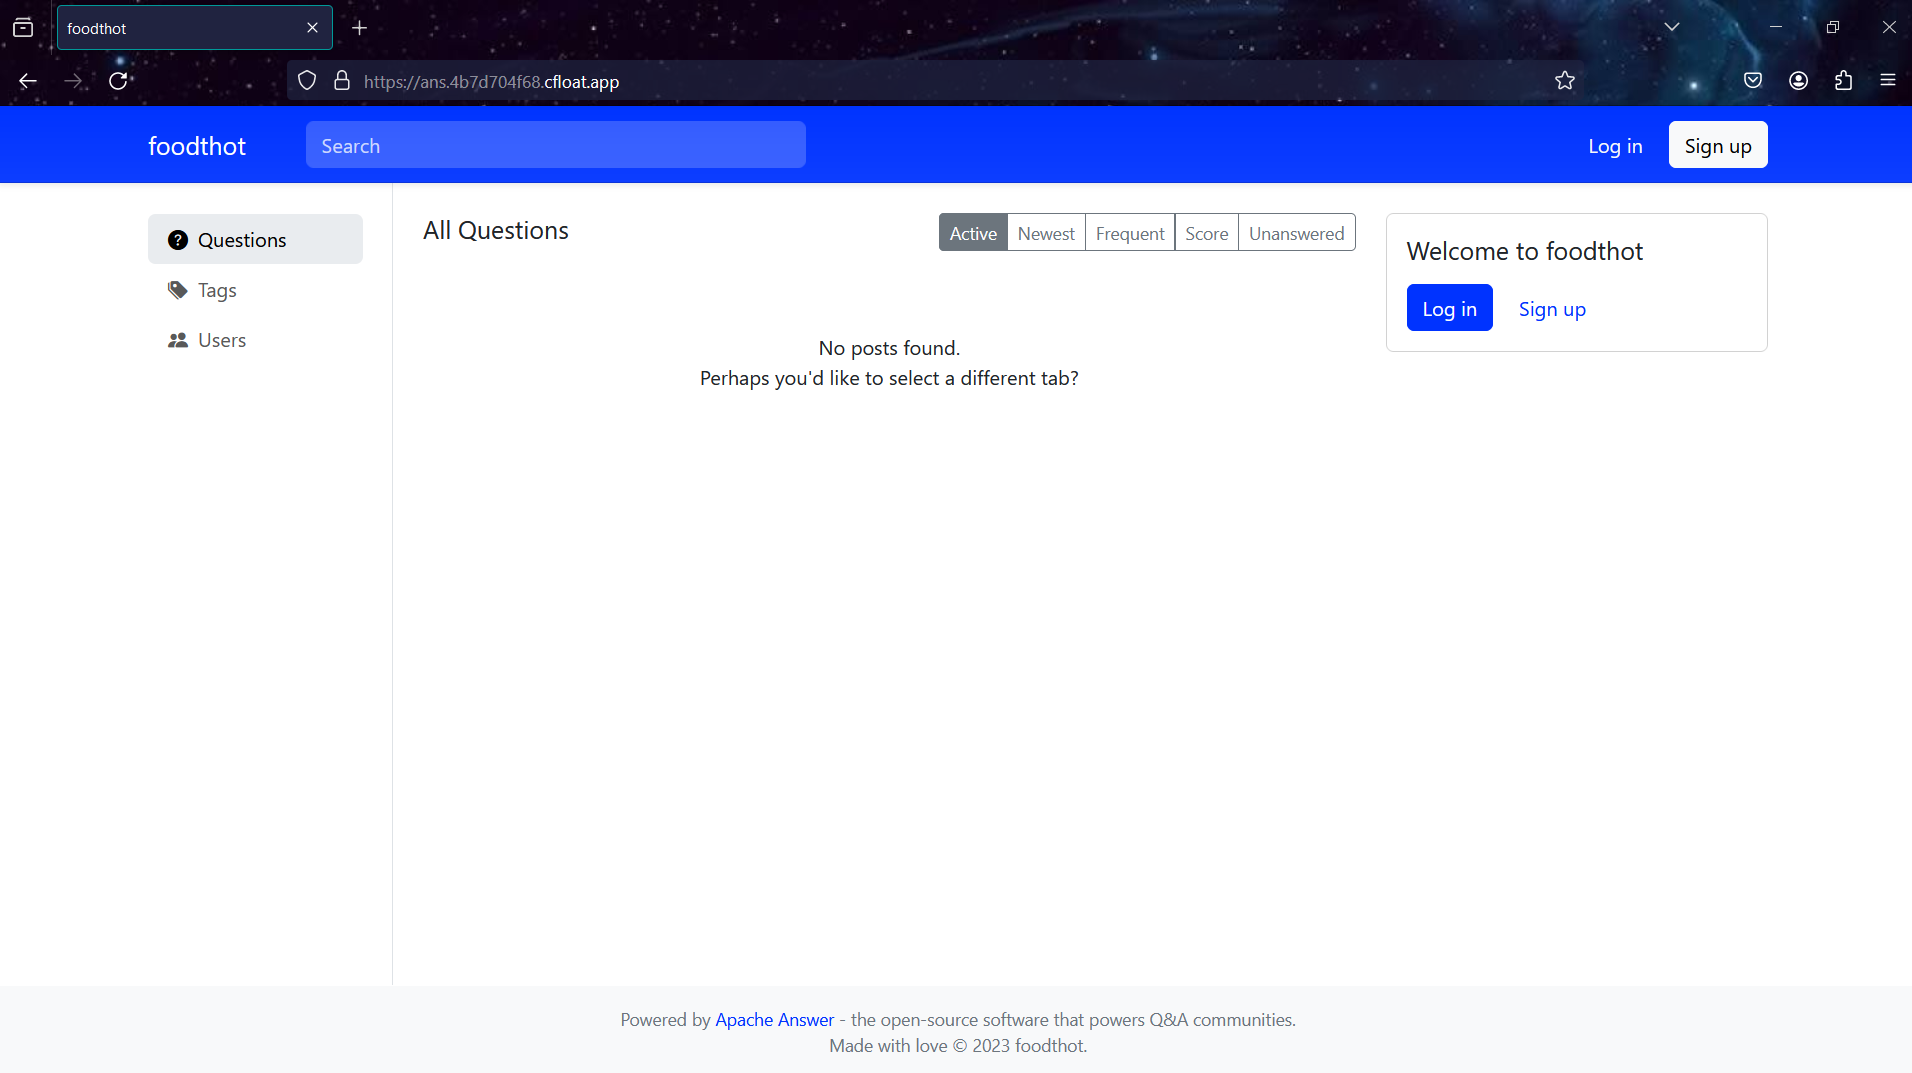 foodthot
https://ans.4b7d704f68.cfloat.app
foodthot
Search
Log in
Sign up
Questions
Tags
Users
All Questions
Active
Newest
Frequent
Score
Unanswered
No posts found.
Perhaps you'd like to select a different tab?
Welcome to foodthot
Log in
Sign up
Powered by Apache Answer - the open-source software that powers Q&A communities.
Made with love © 2023 foodthot.